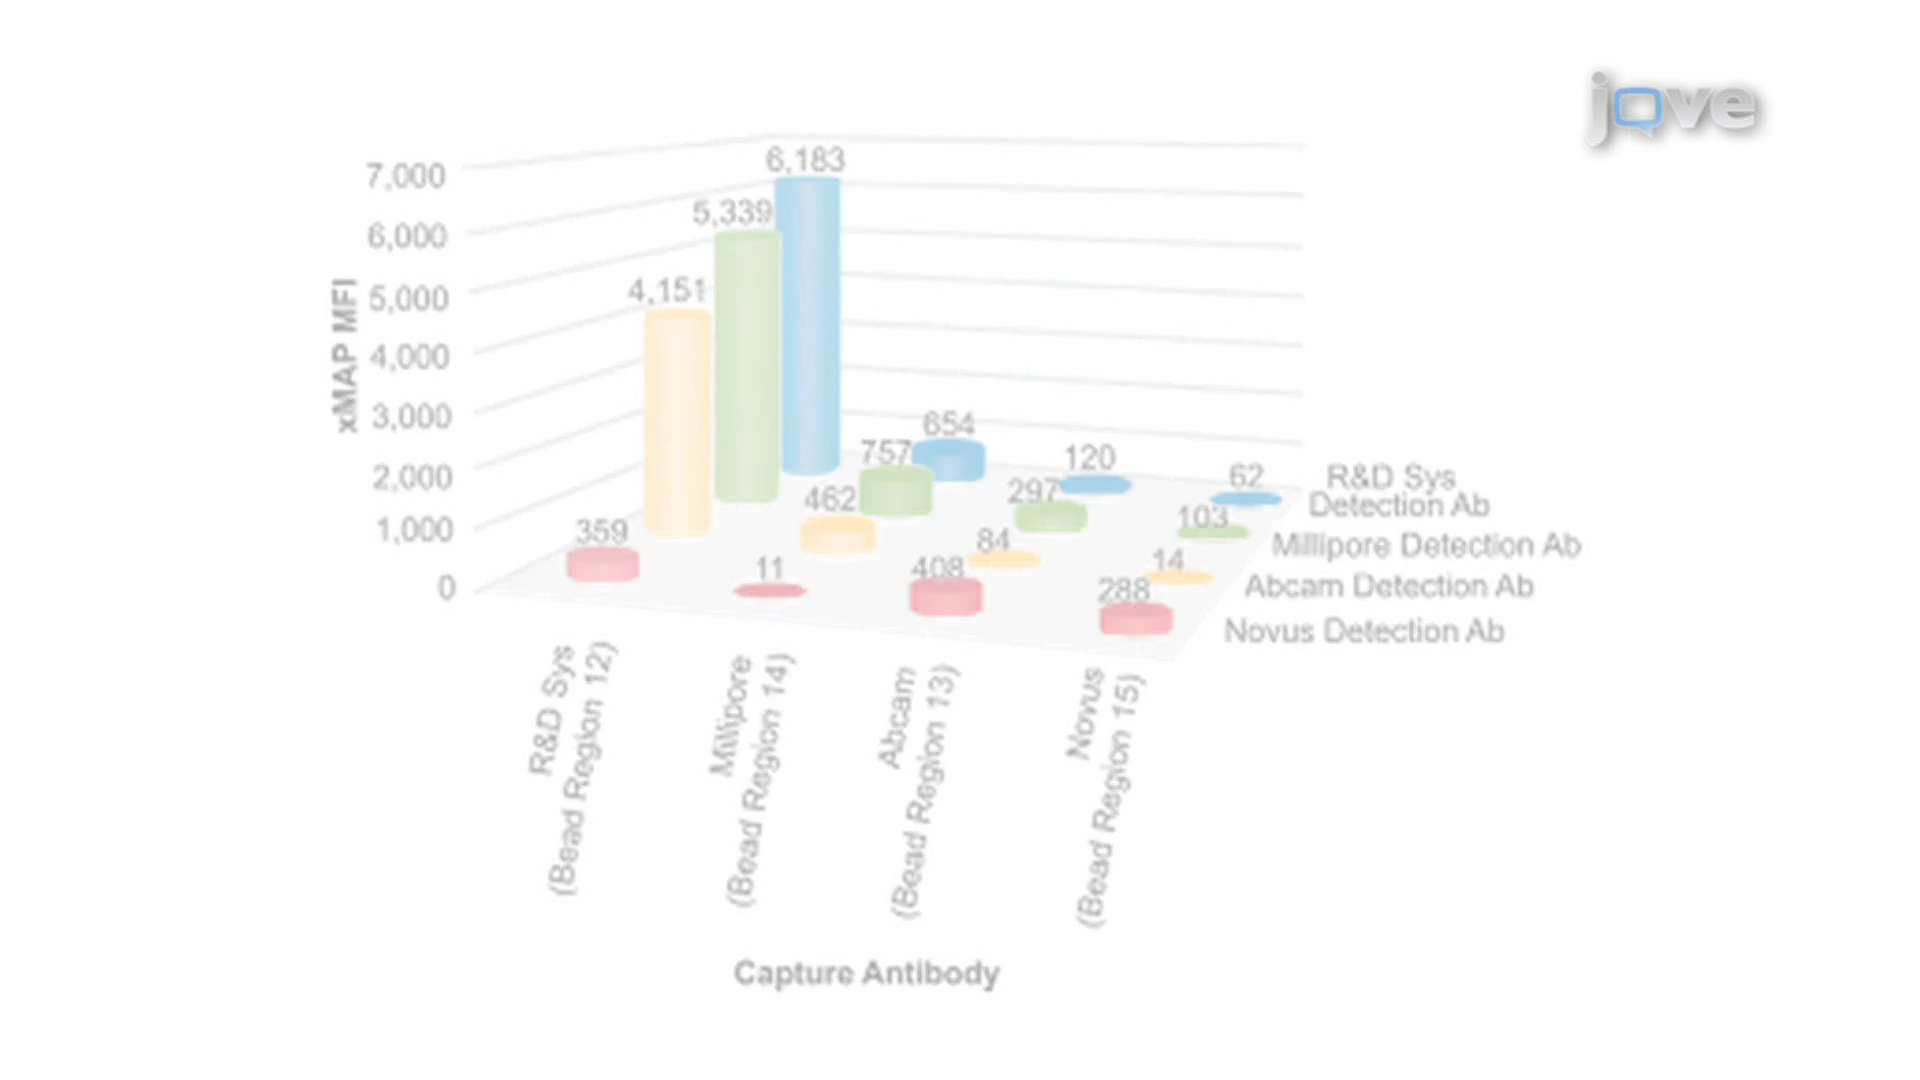 jove
7,000
6,000
5,000
4,000
3,000
2,000
1,000
0
xMAP MFI
6,183
5,339
4,151
359
654
757
462
11
120
297
84
408
62
103
14
288
R&D Sys
Detection Ab
Millipore Detection Ab
Abcam Detection Ab
Novus Detection Ab
R&D Sys
(Bead Region 12)
Millipore
(Bead Region 14)
Abcam
(Bead Region 13)
Novus
(Bead Region 15)
Capture Antibody